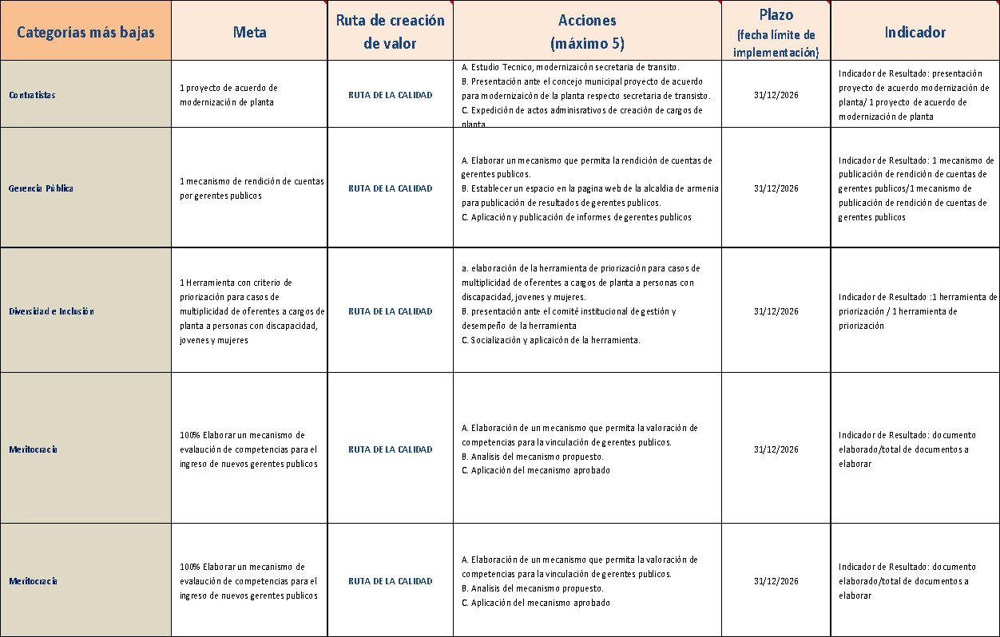 Categorías más bajas
Meta
Ruta de creación
de valor
Acciones
(máximo 5)
Plazo
(fecha límite de
implementación)
Indicador
Contratistas
1 proyecto de acuerdo de
modernización de planta
RUTA DE LA CALIDAD
A. Estudio Tecnico, modernizaicón secretaria de transito.
B. Presentación ante el concejo municipal proyecto de acuerdo
para modernizaicón de la planta respecto secretaria de transisto.
C. Expedición de actos adminisrativos de creación de cargos de
planta
31/12/2026
Indicador de Resultado: presentación
proyecto de acuerdo modernización de
planta/ 1 proyecto de acuerdo de
modernización de planta
Gerencia Pública
1 mecanismo de rendición de cuentas
por gerentes publicos
RUTA DE LA CALIDAD
A. Elaborar un mecanismo que permita la rendición de cuentas de
gerentes publicos.
B. Establecer un espacio en la pagina web de la alcaldia de armenia
para publicación de resultados de gerentes publicos.
C. Aplicación y publicación de informes de gerentes publicos
31/12/2026
Indicador de Resultado: 1 mecanismo de
publicación de rendición de cuentas de
gerentes publicos/1 mecanismo de
publicación de rendición de cuentas de
gerentes publicos
Diversidad e Inclusión
1 Herramienta con criterio de
priorización para casos de
multiplicidad de oferentes a cargos de
planta a personas con discapacidad,
jovenes y mujeres
RUTA DE LA CALIDAD
a. elaboración de la herramienta de priorización para casos de
multiplicidad de oferentes a cargos de planta a personas con
discapacidad, jovenes y mujeres.
B. presentación ante el comité institucional de gestión y
desempeño de la herramienta
C. Socialización y aplicaicón de la herramienta.
31/12/2026
Indicador de Resultado :1 herramienta de
priorización / 1 herramienta de
priorización
Meritocracia
100% Elaborar un mecanismo de
evalaución de competencias para el
ingreso de nuevos gerentes publicos
RUTA DE LA CALIDAD
A. Elaboración de un mecanismo que permita la valoración de
competencias para la vinculación de gerentes publicos.
B. Analisis del mecanismo propuesto.
C. Aplicación del mecanismo aprobado
31/12/2026
Indicador de Resultado: documento
elaborado/total de documentos a
elaborar
Meritocracia
100% Elaborar un mecanismo de
evalaución de competencias para el
ingreso de nuevos gerentes publicos
RUTA DE LA CALIDAD
A. Elaboración de un mecanismo que permita la valoración de
competencias para la vinculación de gerentes publicos.
B. Analisis del mecanismo propuesto.
C. Aplicación del mecanismo aprobado
31/12/2026
Indicador de Resultado: documento
elaborado/total de documentos a
elaborar